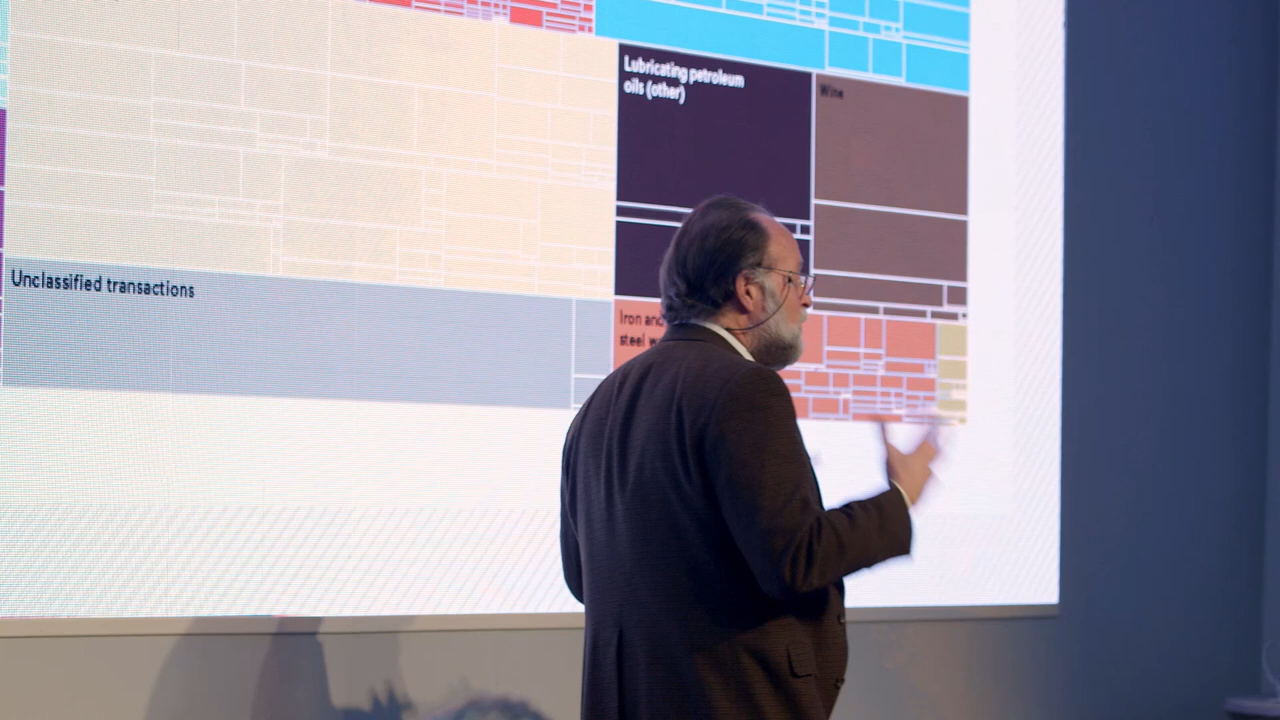 Lubricating petroleum
oils (other)
Wine
Unclassified transactions
Iron and
steel